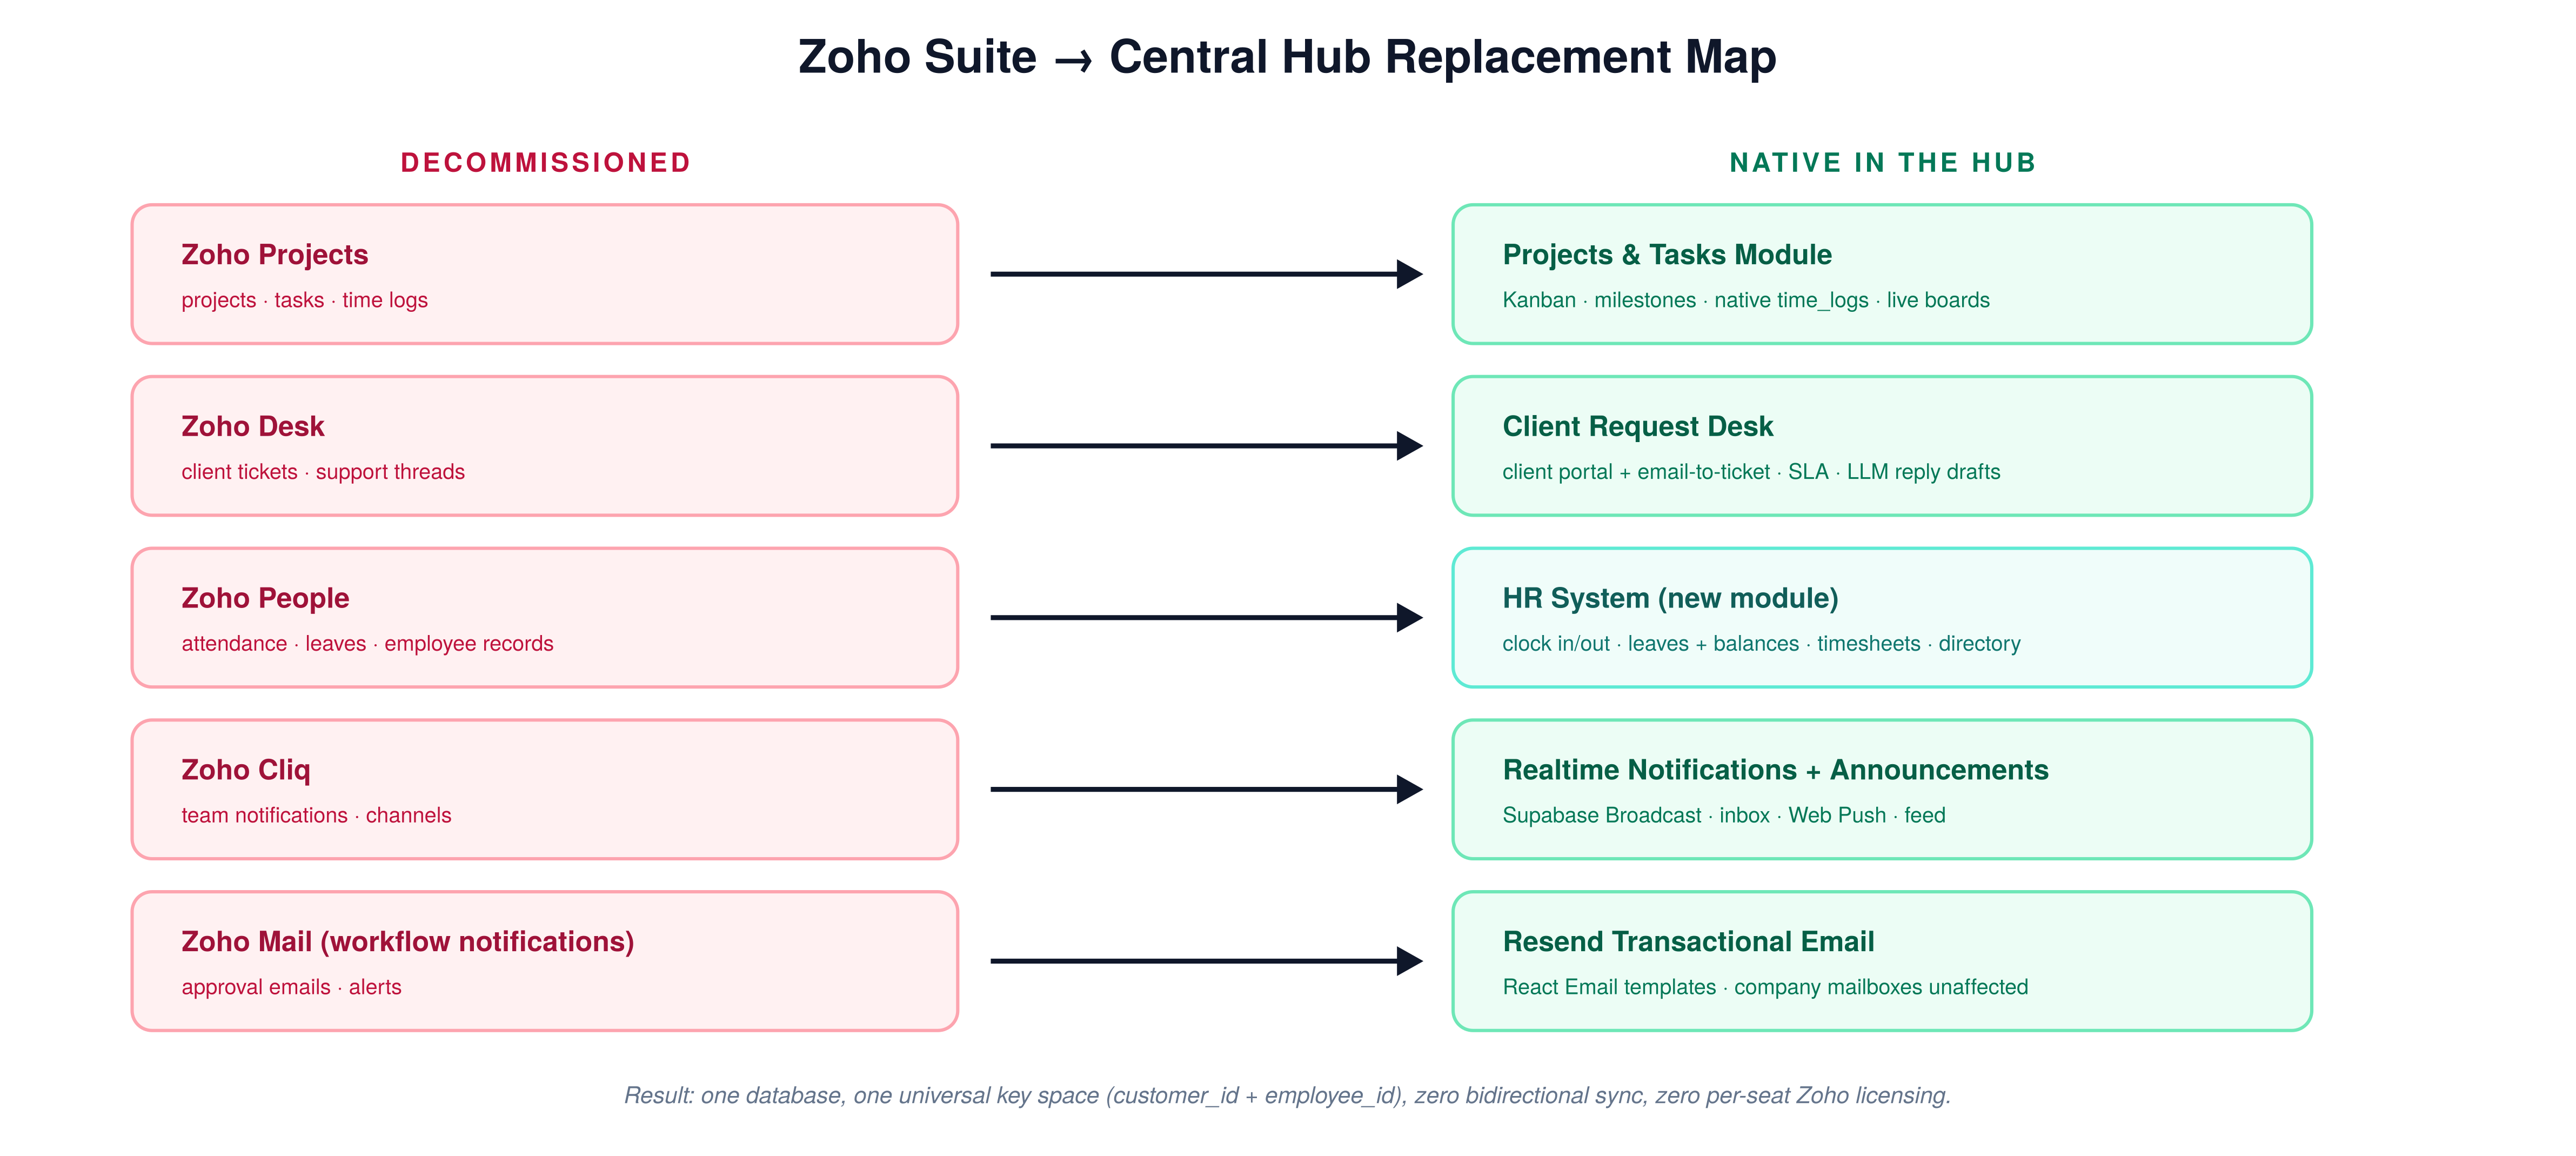 Zoho Suite → Central Hub Replacement Map
DECOMMISSIONED
NATIVE IN THE HUB
Zoho Projects
projects · tasks · time logs
Projects & Tasks Module
Kanban · milestones · native time_logs · live boards
Zoho Desk
client tickets · support threads
Client Request Desk
client portal + email-to-ticket · SLA · LLM reply drafts
Zoho People
attendance · leaves · employee records
HR System (new module)
clock in/out · leaves + balances · timesheets · directory
Zoho Cliq
team notifications · channels
Realtime Notifications + Announcements
Supabase Broadcast · inbox · Web Push · feed
Zoho Mail (workflow notifications)
approval emails · alerts
Resend Transactional Email
React Email templates · company mailboxes unaffected
Result: one database, one universal key space (customer_id + employee_id), zero bidirectional sync, zero per-seat Zoho licensing.